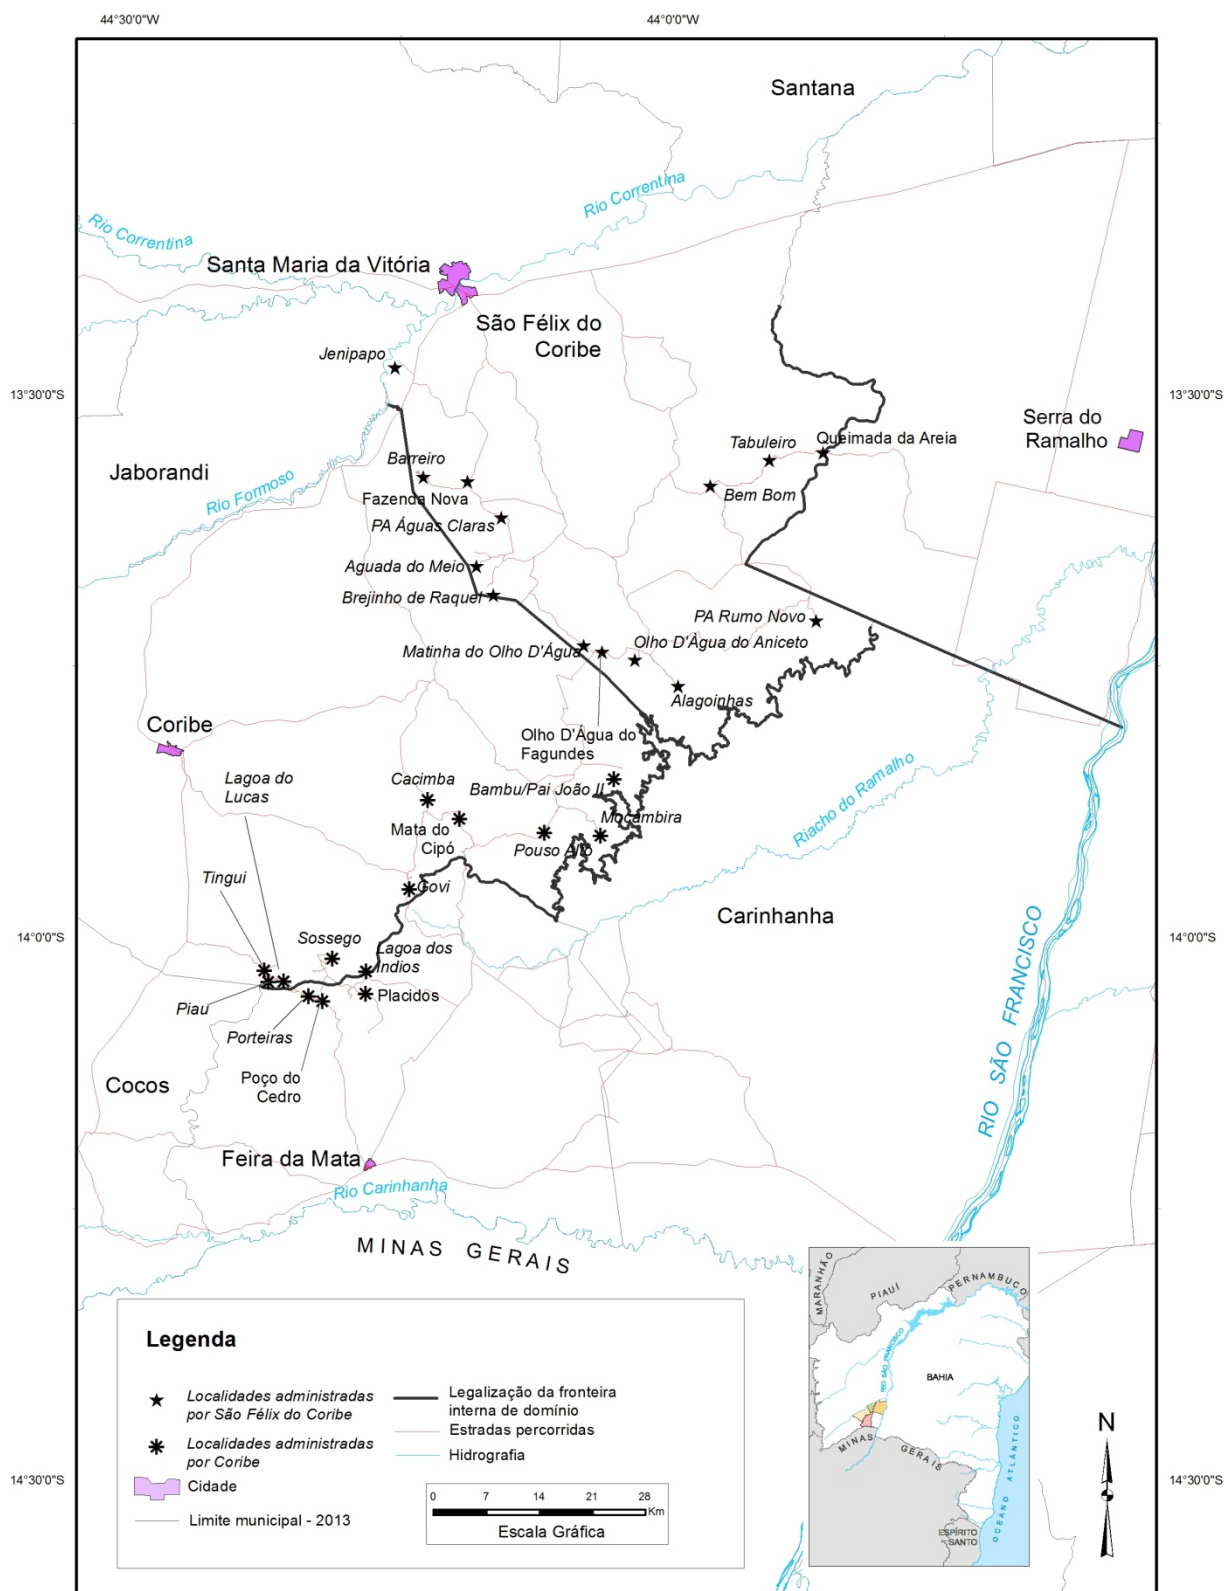 44°30'0"W
44°0'0"W
Santana
Rio Correntina
Rio Correntina
Santa Maria da Vitória
São Félix do
Coribe
Jenipapo
13°30'0"S
13°30'0"S
Serra do
Ramalho
Tabuleiro
Queimada da Areia
Jaborandi
Barreiro
Rio Formoso
Fazenda Nova
Bem Bom
PA Águas Claras
Aguada do Meio
Brejinho de Raquel
PA Rumo Novo
Olho D'Água do Aniceto
Matinha do Olho D'Água
Alagoinhas
Coribe
Olho D'Água do
Fagundes
Lagoa do
Lucas
Cacimba
Bambu/Pai João II
Riacho do Ramalho
Mata do
Cipó
Moçambira
Pouso Alto
Tingui
Govi
Carinhanha
14°0'0"S
14°0'0"S
Sossego
Lagoa dos
Índios
Piau
Placidos
Porteiras
Poço do
Cedro
Cocos
RIO SÃO FRANCISCO
Feira da Mata
Rio Carinhanha
MINAS GERAIS
Legenda
Localidades administradas
por São Félix do Coribe
Localidades administradas
por Coribe
Cidade
Limite municipal - 2013
Legalização da fronteira
interna de domínio
Estradas percorridas
Hidrografia
0 7 14 21 28
Km
Escala Gráfica
MARANHÃO
PIAUÍ
PERNAMBUCO
RIO SÃO FRANCISCO
BAHIA
MINAS GERAIS
ESPÍRITO
SANTO
OCEANO ATLÂNTICO
N
14°30'0"S
14°30'0"S